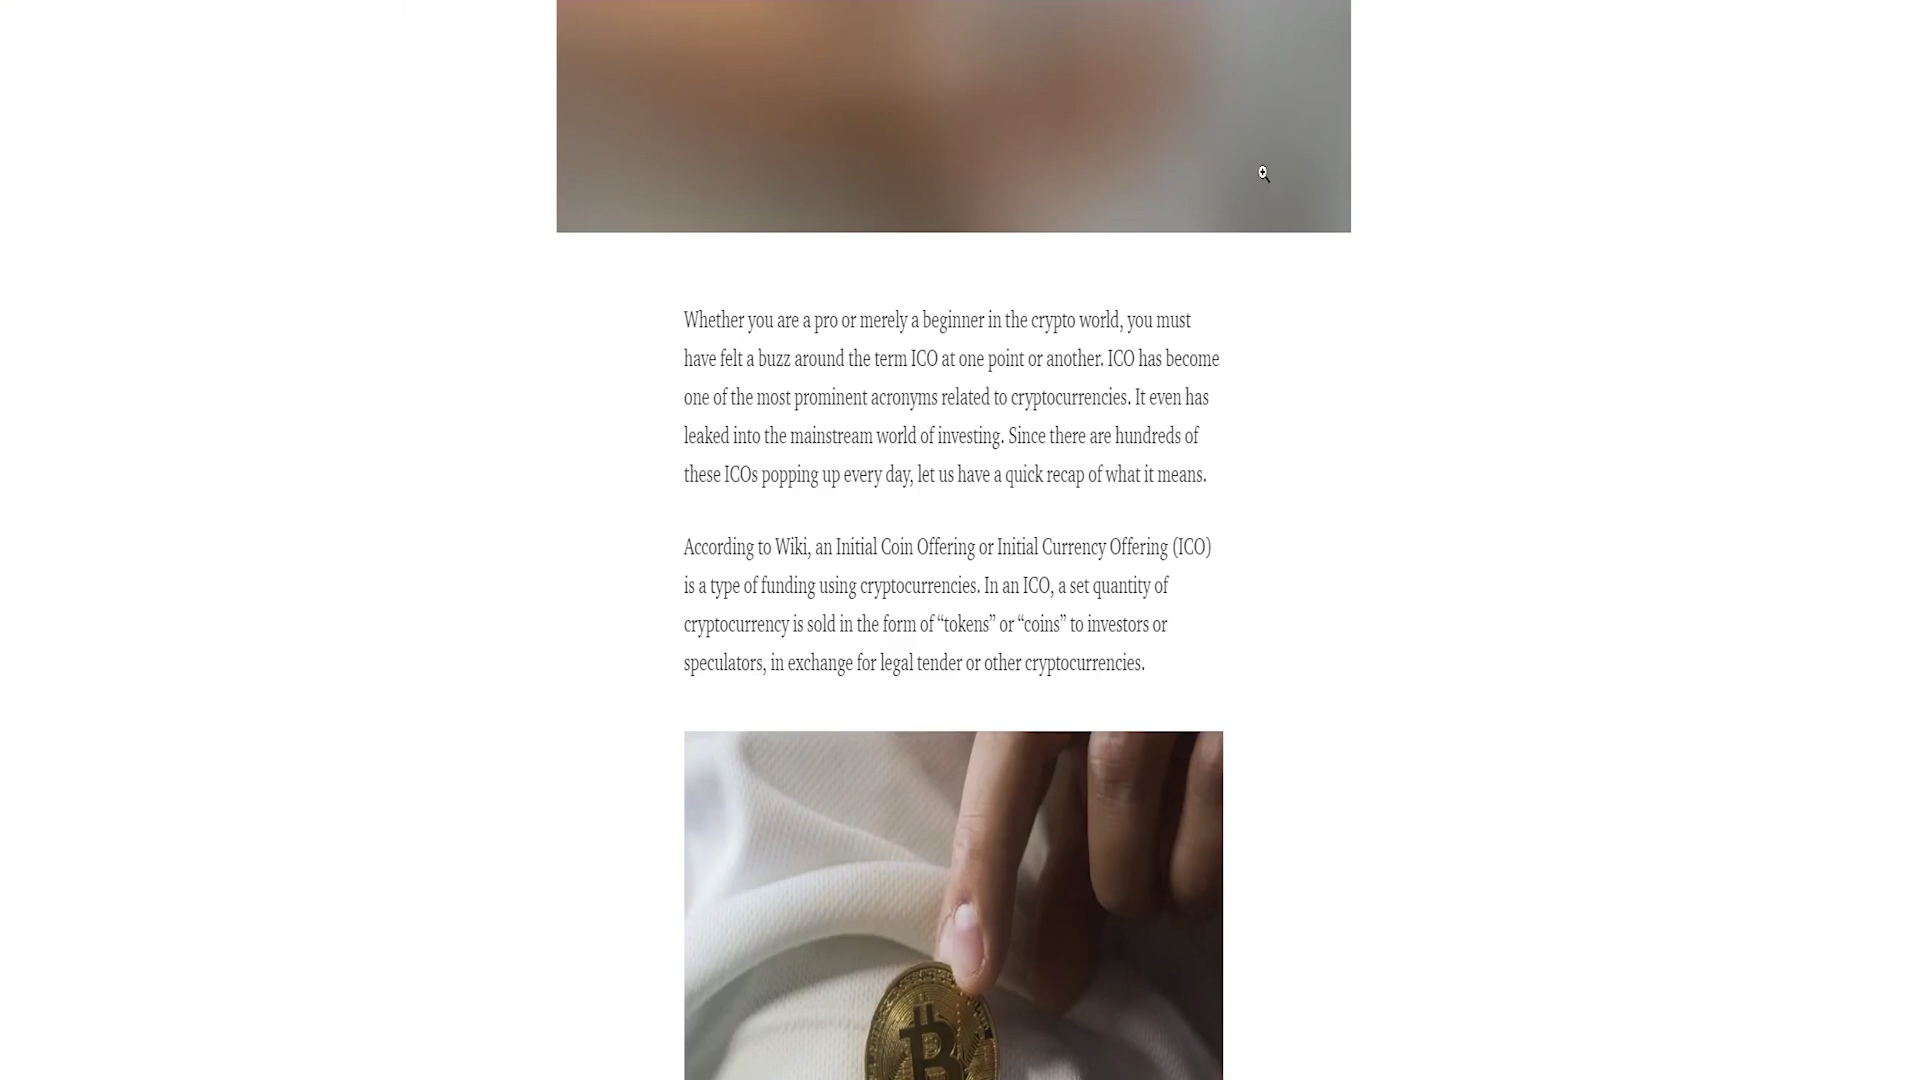 Whether you are a pro or merely a beginner in the crypto world, you must
have felt a buzz around the term ICO at one point or another. ICO has become
one of the most prominent acronyms related to cryptocurrencies. It even has
leaked into the mainstream world of investing. Since there are hundreds of
these ICOs popping up every day, let us have a quick recap of what it means.
According to Wiki, an Initial Coin Offering or Initial Currency Offering (ICO)
is a type of funding using cryptocurrencies. In an ICO, a set quantity of
cryptocurrency is sold in the form of “tokens” or “coins” to investors or
speculators, in exchange for legal tender or other cryptocurrencies.